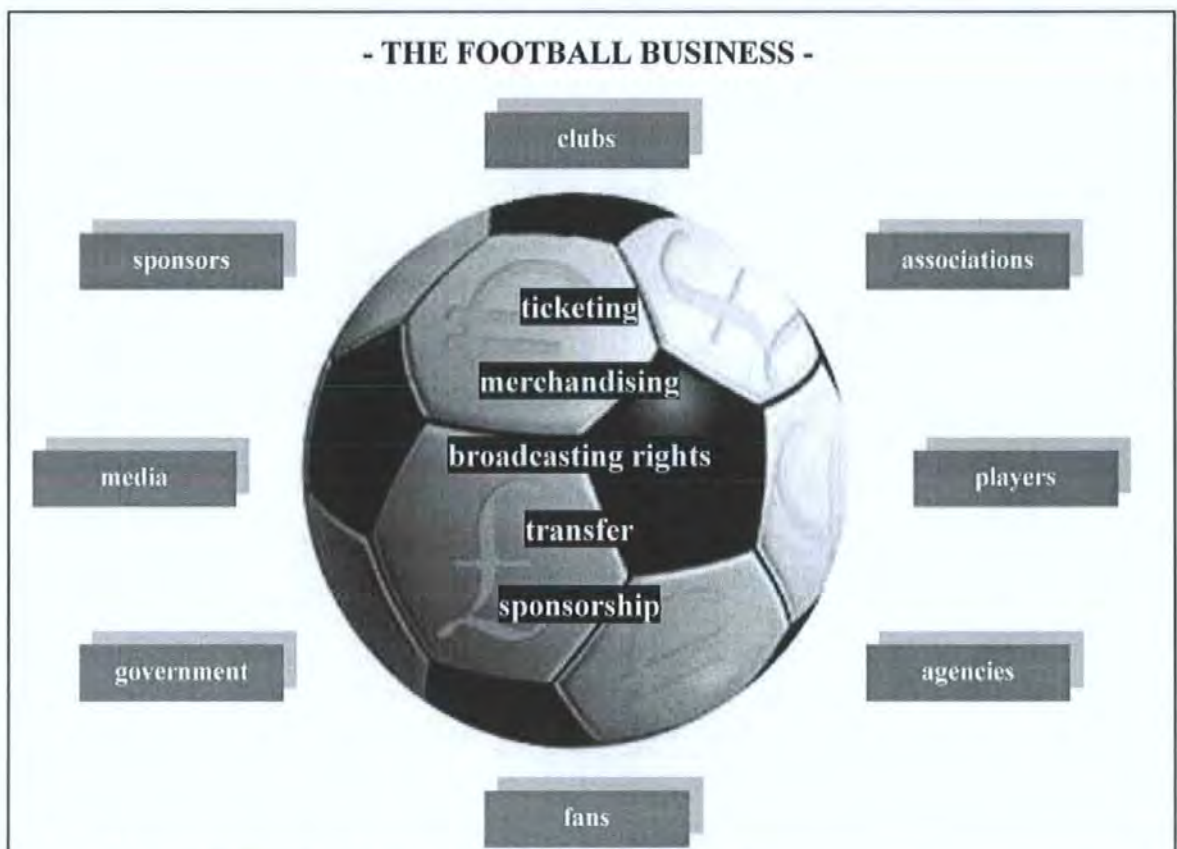 - THE FOOTBALL BUSINESS -
clubs
sponsors
associations
ticketing
merchandising
media
broadcasting rights
players
transfer
sponsorship
government
agencies
fans